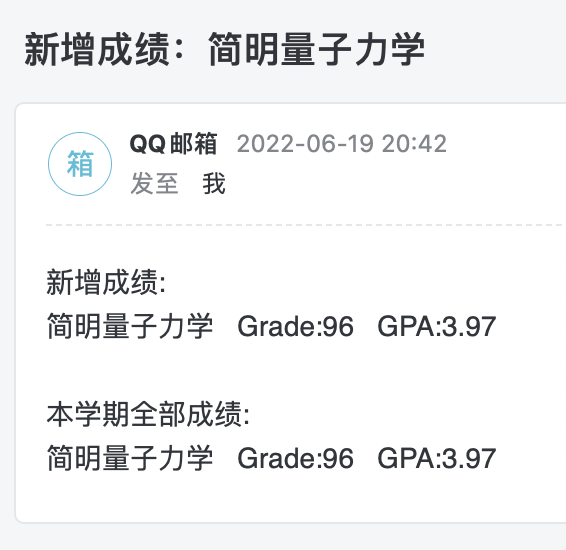 新增成绩：简明量子力学
箱
QQ邮箱 2022-06-19 20:42
发至 我
新增成绩:
简明量子力学 Grade:96 GPA:3.97
本学期全部成绩:
简明量子力学 Grade:96 GPA:3.97